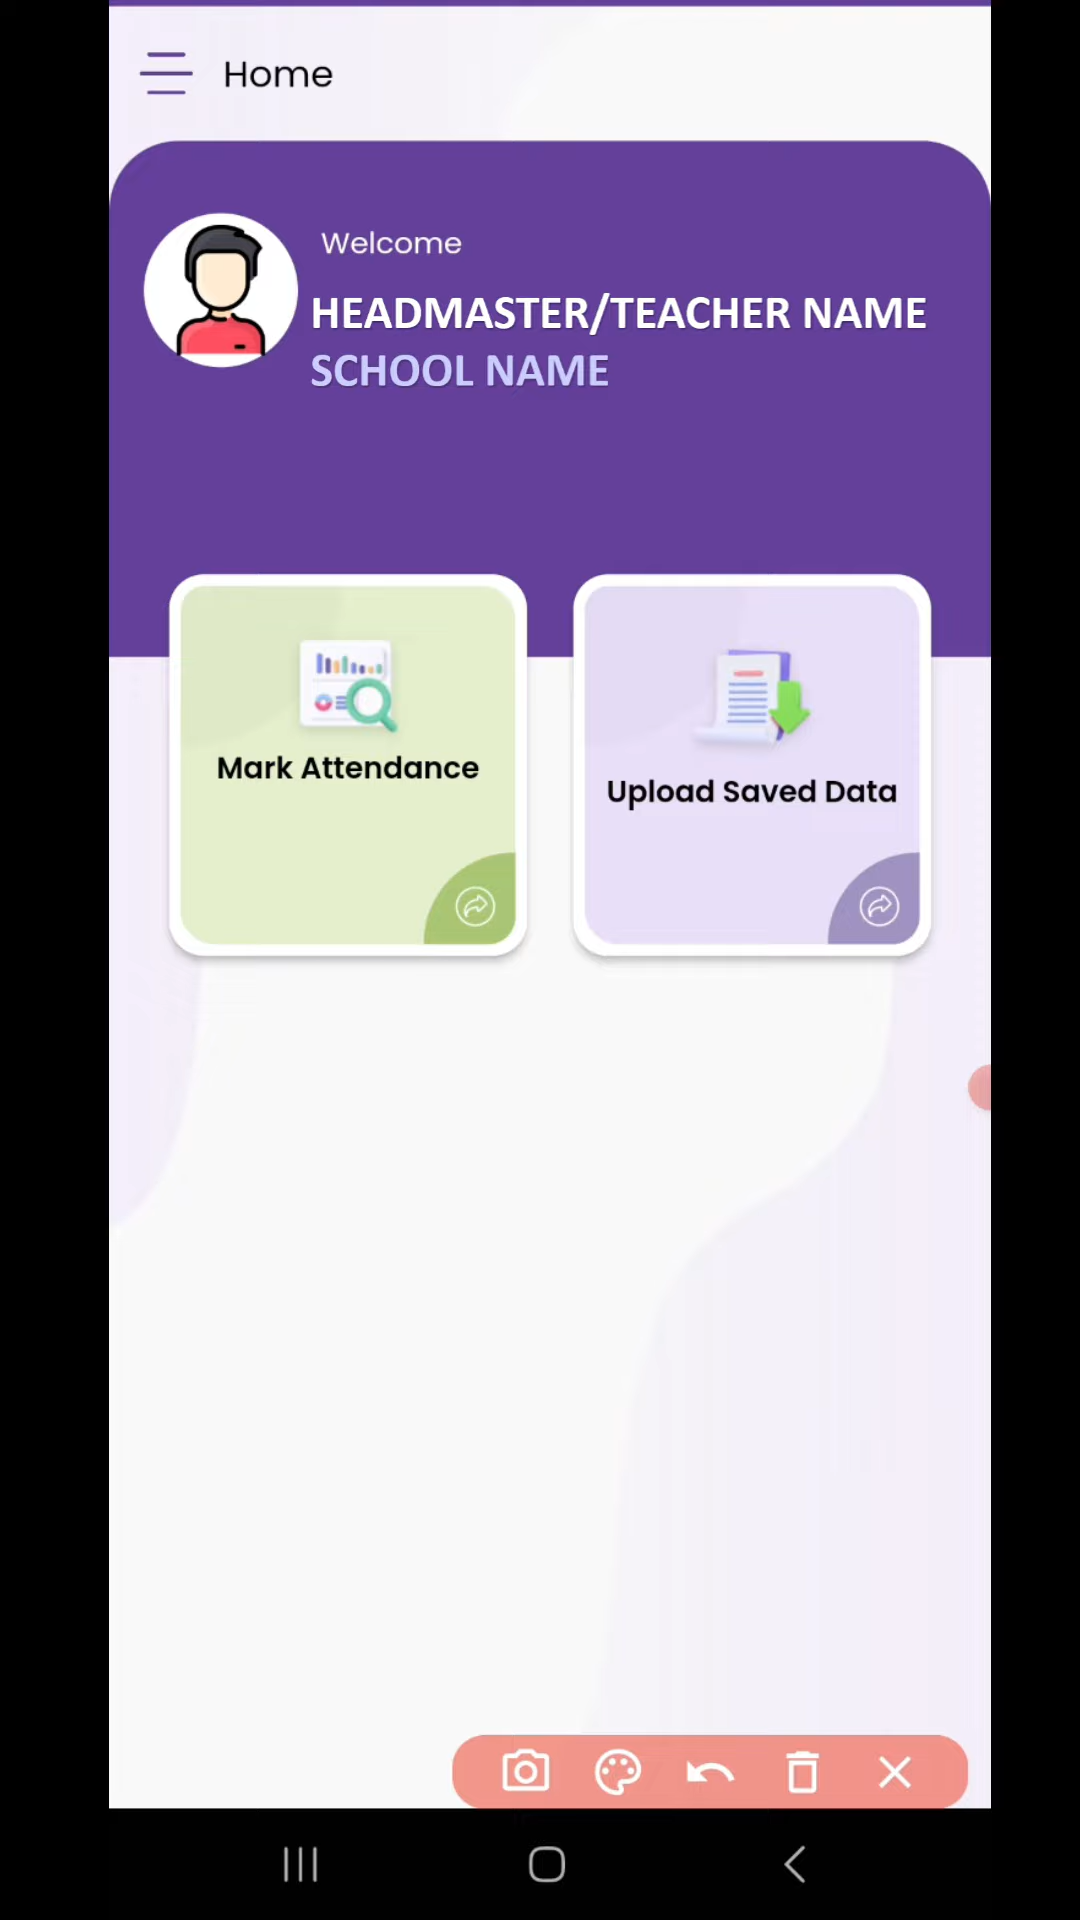 Home
Welcome
HEADMASTER/TEACHER NAME
SCHOOL NAME
Mark Attendance
Upload Saved Data